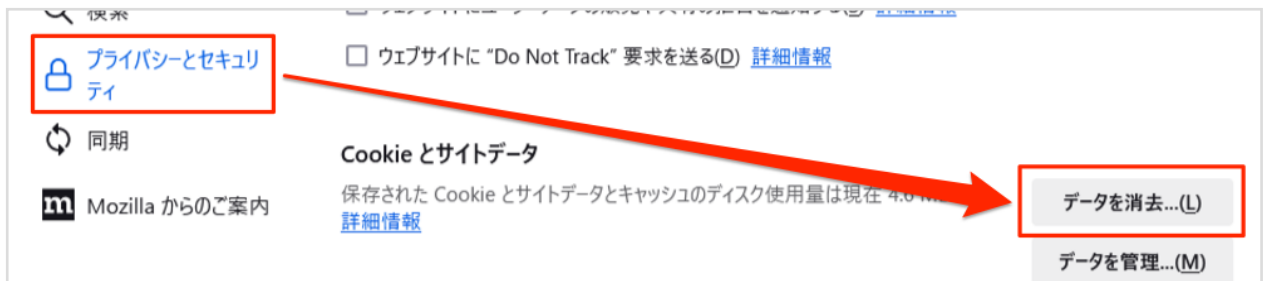 検索
プライバシーとセキュリ
ティ
同期
m Mozilla からのご案内
ウェブサイトに “Do Not Track” 要求を送る(D) 詳細情報
Cookie とサイトデータ
保存された Cookie とサイトデータとキャッシュのディスク使用量は現在 4.6
詳細情報
データを消去...(L)
データを管理...(M)